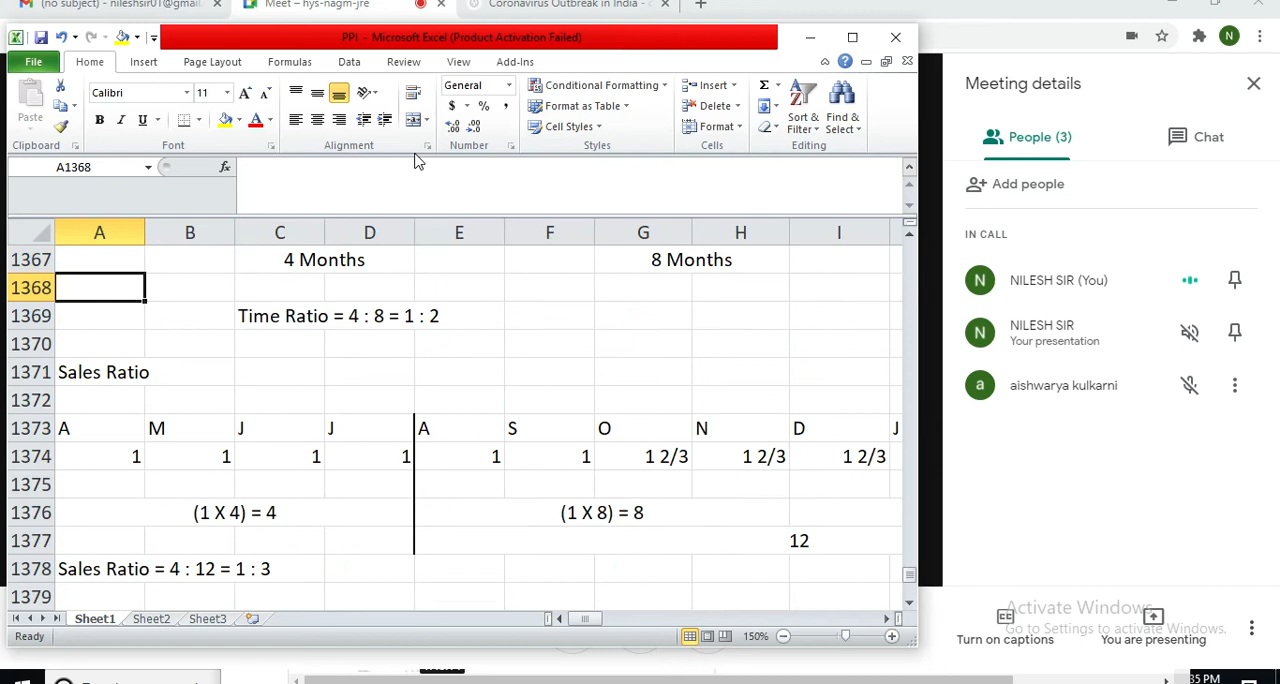 (no subject) - nileshsir01@gmail.
Meet – hys-nagm-jre
Coronavirus Outbreak in India -
PPI - Microsoft Excel (Product Activation Failed)
File Home Insert Page Layout Formulas Data Review View Add-Ins
Paste
Calibri 11
General
Conditional Formatting
Format as Table
Cell Styles
Insert
Delete
Format
Sort & Filter
Find & Select
Clipboard Font Alignment Number Styles Cells Editing
A1368 fx
A B C D E F G H I
1367 4 Months 8 Months
1368
1369 Time Ratio = 4 : 8 = 1 : 2
1370
1371 Sales Ratio
1372
1373 A M J J A S O N D J
1374 1 1 1 1 1 1 1 2/3 1 2/3 1 2/3
1375
1376 (1 X 4) = 4 (1 X 8) = 8
1377 12
1378 Sales Ratio = 4 : 12 = 1 : 3
1379
Sheet1 Sheet2 Sheet3
Ready 150%
Meeting details
People (3) Chat
Add people
IN CALL
N NILESH SIR (You)
N NILESH SIR
Your presentation
a aishwarya kulkarni
Activate Windows
Go to Settings to activate Windows.
Turn on captions
You are presenting
35 PM